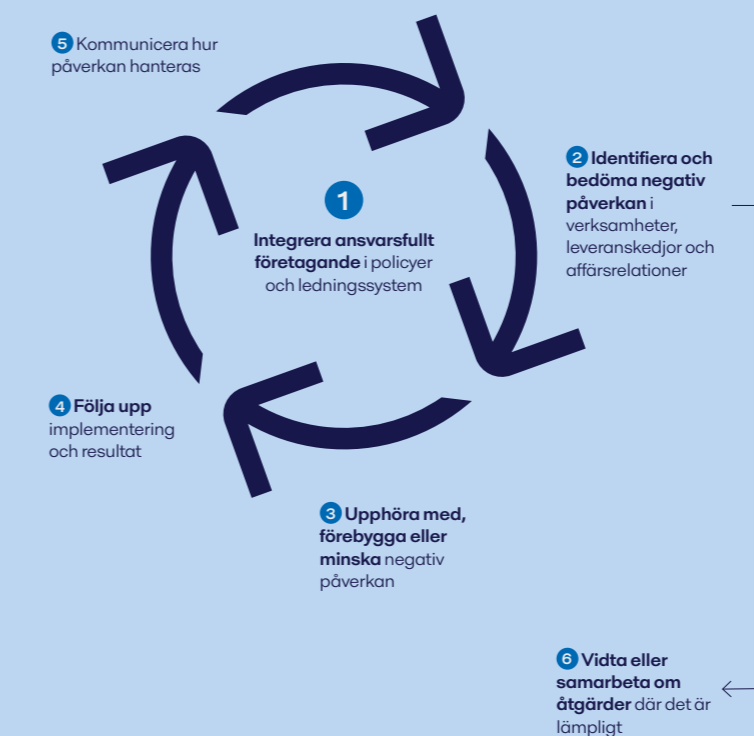 5 Kommunicera hur
påverkan hanteras
2 Identifiera och
bedöma negativ
påverkan i
verksamheter,
leveranskedjor och
affärsrelationer
1
Integrera ansvarsfullt
företagande i policyer
och ledningssystem
4 Följa upp
implementering
och resultat
3 Upphöra med,
förebygga eller
minska negativ
påverkan
6 Vidta eller
samarbeta om
åtgärder där det är
lämpligt